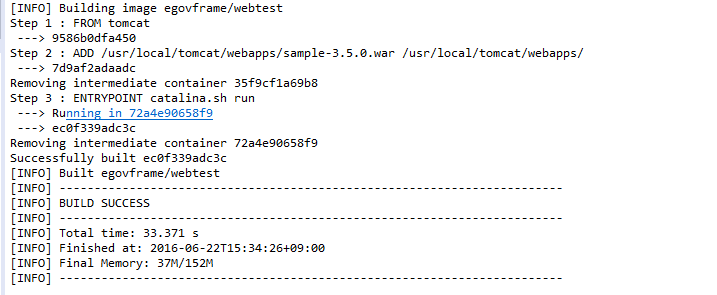 [INFO] Building image egovframe/webtest
Step 1 : FROM tomcat
---> 9586b0dfa450
Step 2 : ADD /usr/local/tomcat/webapps/sample-3.5.0.war /usr/local/tomcat/webapps/
---> 7d9af2adaadc
Removing intermediate container 35f9cf1a69b8
Step 3 : ENTRYPOINT catalina.sh run
---> Running in 72a4e90658f9
---> ec0f339adc3c
Removing intermediate container 72a4e90658f9
Successfully built ec0f339adc3c
[INFO] Built egovframe/webtest
[INFO] ------------------------------------------------------------------------
[INFO] BUILD SUCCESS
[INFO] ------------------------------------------------------------------------
[INFO] Total time: 33.371 s
[INFO] Finished at: 2016-06-22T15:34:26+09:00
[INFO] Final Memory: 37M/152M
[INFO] ------------------------------------------------------------------------